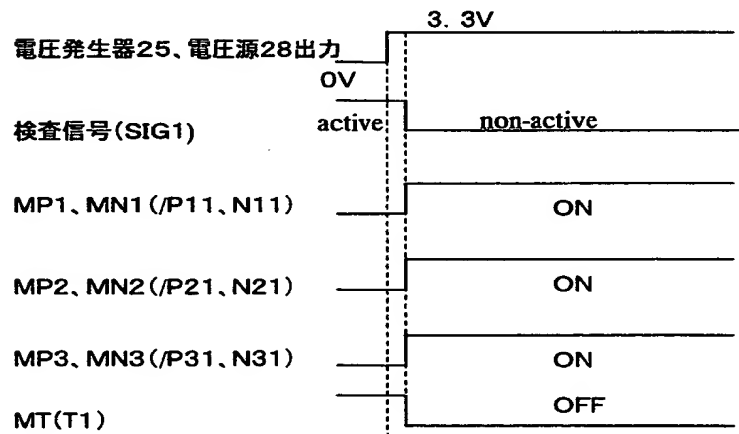 3. 3V
電圧発生器25、電圧源28出力
0V
検査信号(SIG1)
active
non-active
MP1、MN1(/P11、N11)
ON
MP2、MN2(/P21、N21)
ON
MP3、MN3(/P31、N31)
ON
MT(T1)
OFF